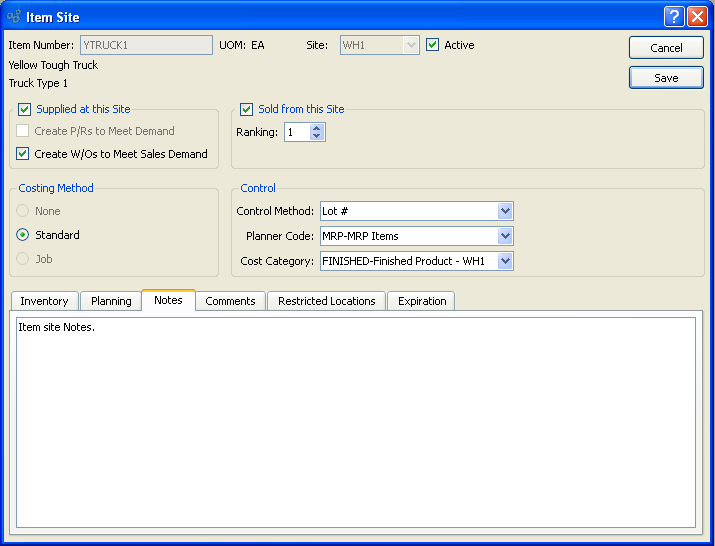 Item Site
Item Number: YTRUCK1 UOM: EA Site: WH1 Active
Cancel
Yellow Tough Truck
Truck Type 1
Save
Supplied at this Site
Sold from this Site
Create P/Rs to Meet Demand
Ranking: 1
Create W/Os to Meet Sales Demand
Costing Method
Control
None
Control Method: Lot #
Standard
Planner Code: MRP-MRP Items
Job
Cost Category: FINISHED-Finished Product - WH1
Inventory Planning Notes Comments Restricted Locations Expiration
Item site Notes.